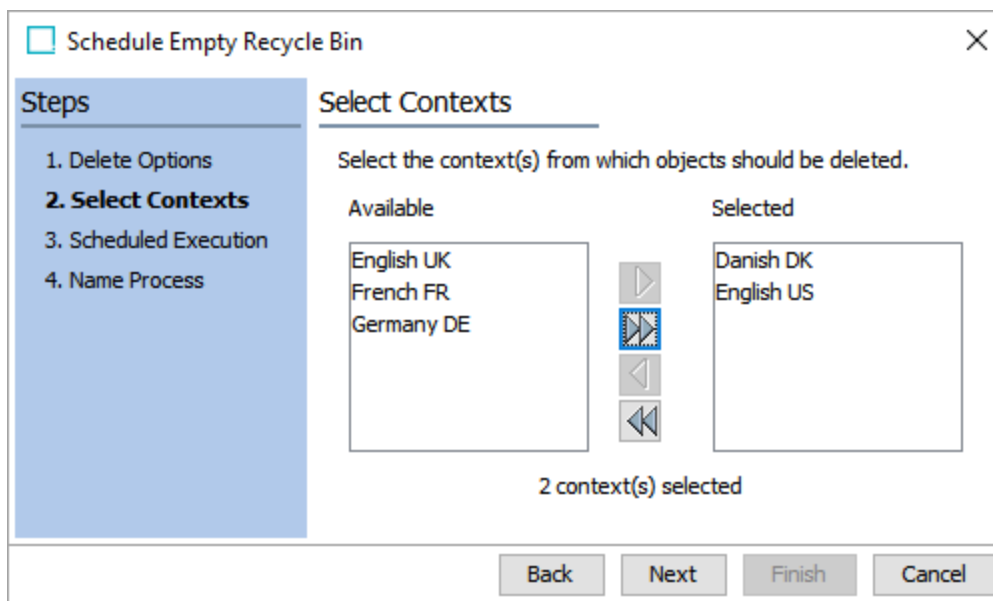 Schedule Empty Recycle Bin
Steps
1. Delete Options
2. Select Contexts
3. Scheduled Execution
4. Name Process
Select Contexts
Select the context(s) from which objects should be deleted.
Available
English UK
French FR
Germany DE
Selected
Danish DK
English US
2 context(s) selected
Back
Next
Finish
Cancel